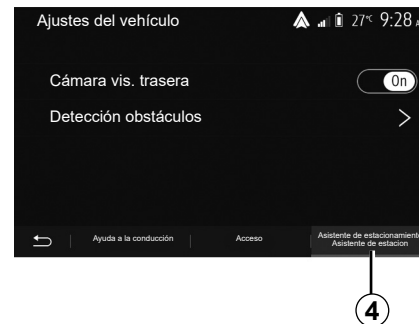 Ajustes del vehículo 27°C 9:28
Cámara vis. trasera On
Detección obstáculos
Ayuda a la conducción Acceso Asistente de estacionamiento
Asistente de estacion
4